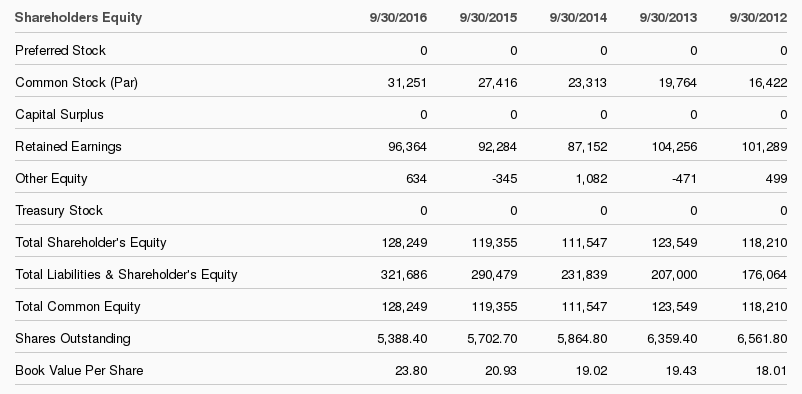 Shareholders Equity 9/30/2016 9/30/2015 9/30/2014 9/30/2013 9/30/2012
Preferred Stock 0 0 0 0 0
Common Stock (Par) 31,251 27,416 23,313 19,764 16,422
Capital Surplus 0 0 0 0 0
Retained Earnings 96,364 92,284 87,152 104,256 101,289
Other Equity 634 -345 1,082 -471 499
Treasury Stock 0 0 0 0 0
Total Shareholder's Equity 128,249 119,355 111,547 123,549 118,210
Total Liabilities & Shareholder's Equity 321,686 290,479 231,839 207,000 176,064
Total Common Equity 128,249 119,355 111,547 123,549 118,210
Shares Outstanding 5,388.40 5,702.70 5,864.80 6,359.40 6,561.80
Book Value Per Share 23.80 20.93 19.02 19.43 18.01